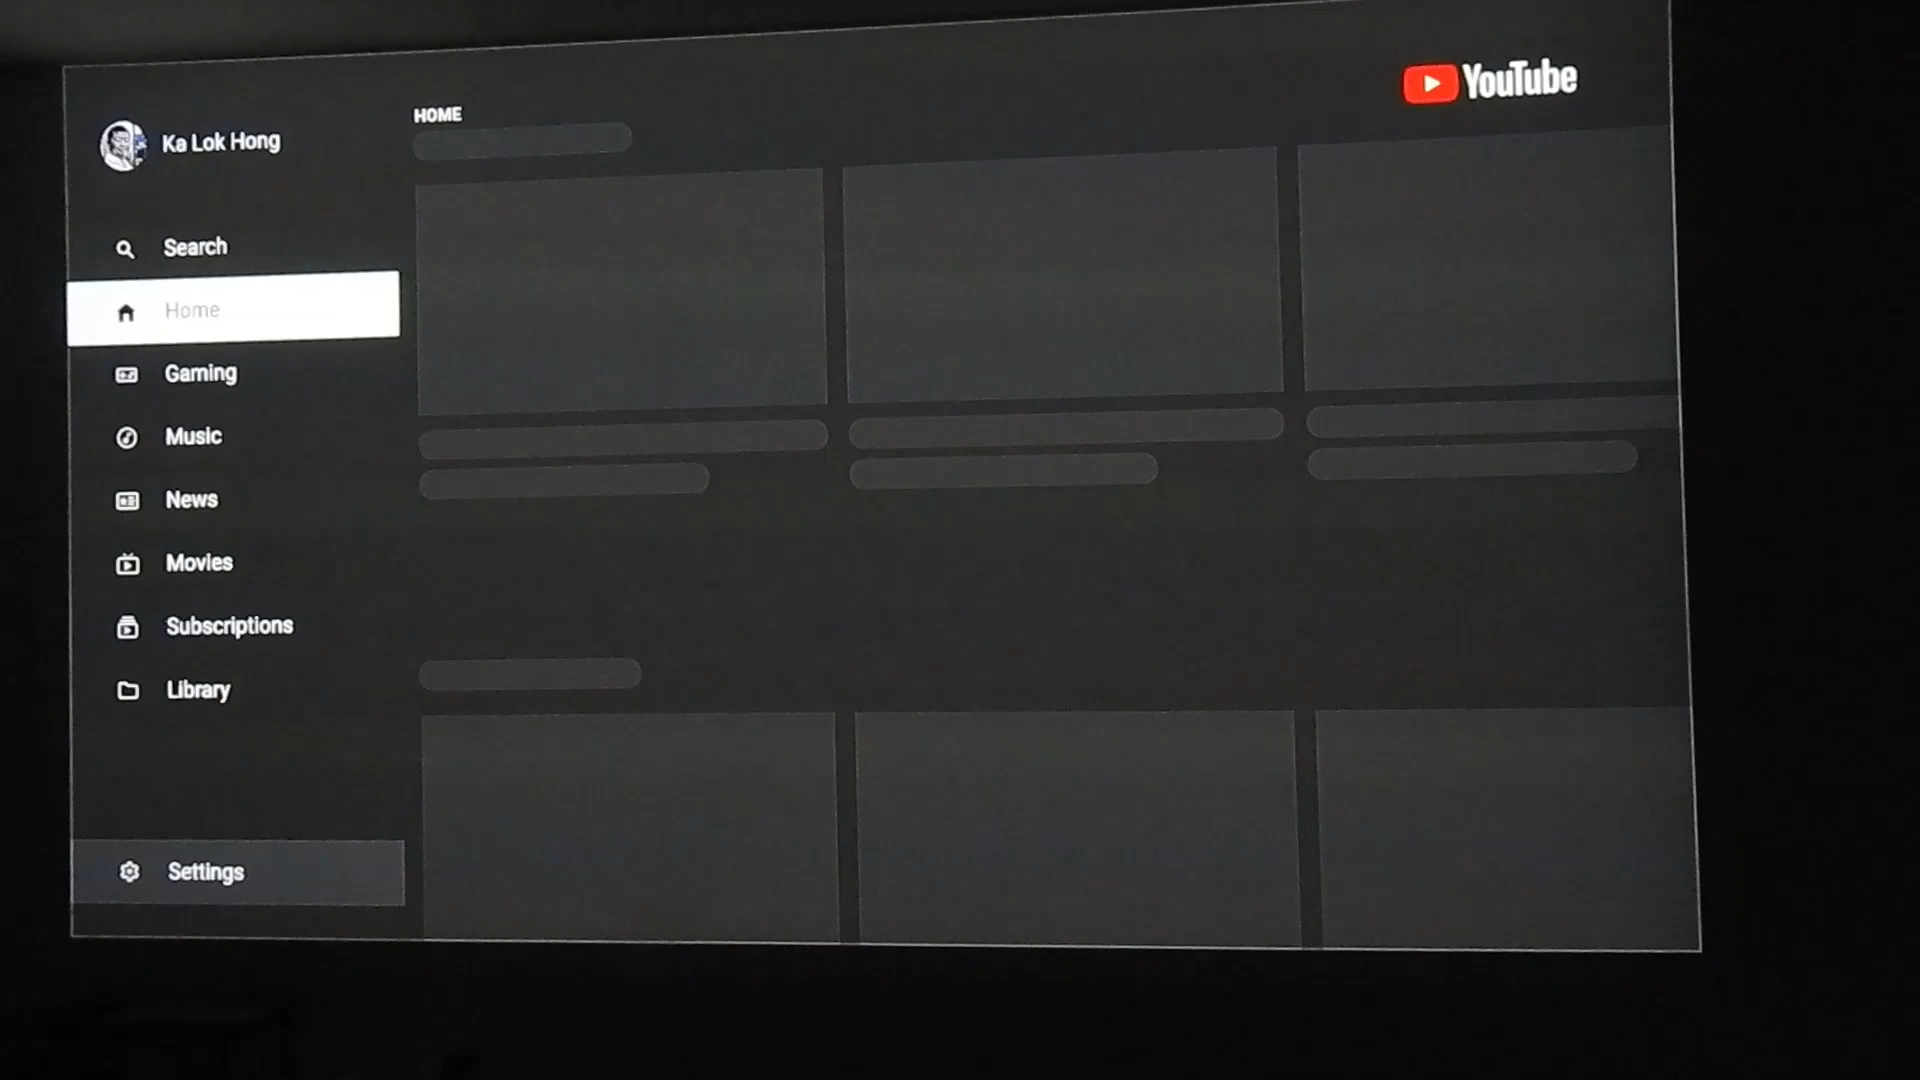 Ka Lok Hong
Search
Home
Gaming
Music
News
Movies
Subscriptions
Library
Settings
HOME
YouTube